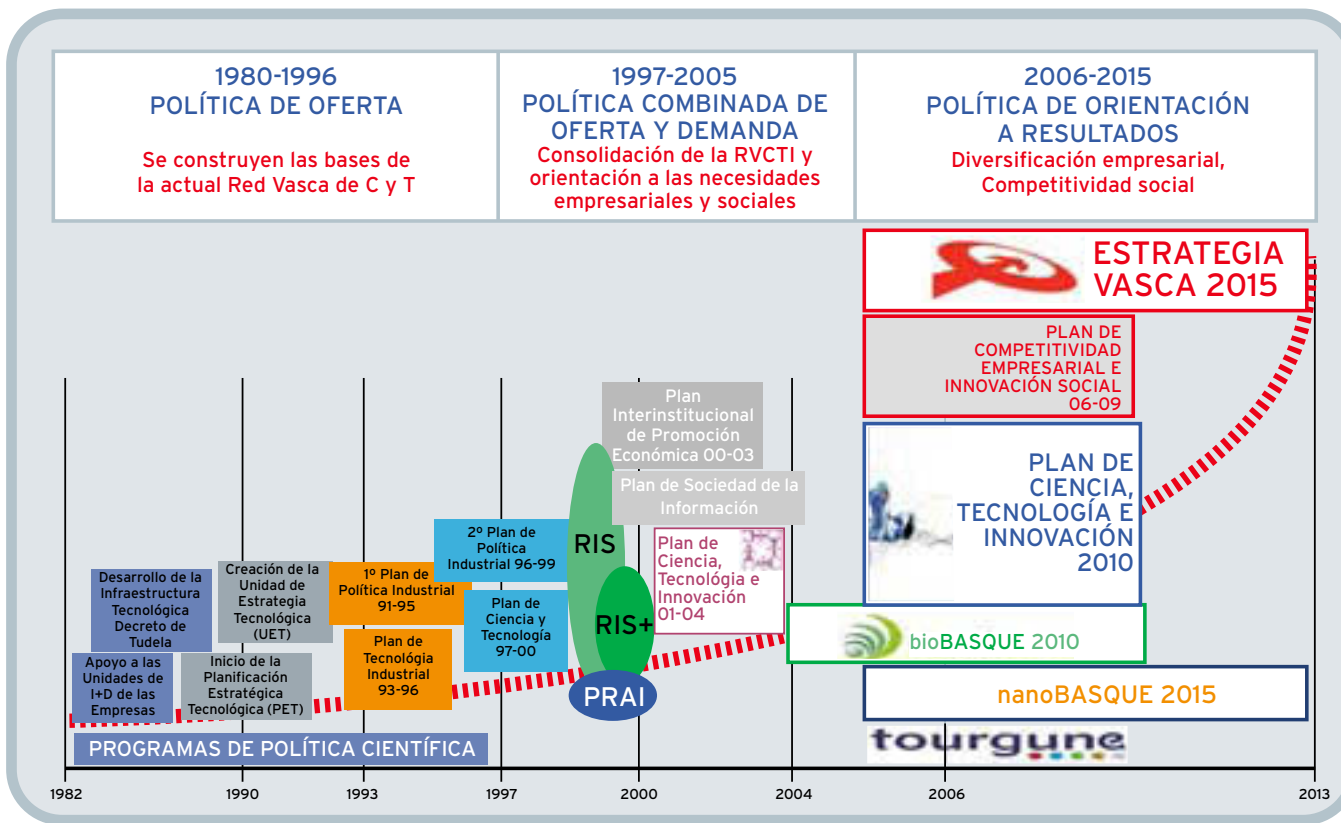 1980-1996
POLÍTICA DE OFERTA
Se construyen las bases de
la actual Red Vasca de C y T
1997-2005
POLÍTICA COMBINADA DE
OFERTA Y DEMANDA
Consolidación de la RVCTI y
orientación a las necesidades
empresariales y sociales
2006-2015
POLÍTICA DE ORIENTACIÓN
A RESULTADOS
Diversificación empresarial,
Competitividad social
ESTRATEGIA
VASCA 2015
PLAN DE
COMPETITIVIDAD
EMPRESARIAL E
INNOVACIÓN SOCIAL
06-09
Plan
Interinstitucional
de Promoción
Económica 00-03
Plan de Sociedad de la
Información
PLAN DE
CIENCIA,
TECNOLOGÍA E
INNOVACIÓN
2010
2º Plan de
Política
Industrial 96-99
RIS
Plan de
Ciencia,
Tecnológia e
Innovación
01-04
Desarrollo de la
Infraestructura
Tecnológica
Decreto de
Tudela
Creación de la
Unidad de
Estrategia
Tecnológica
(UET)
1º Plan de
Política Industrial
91-95
Plan de
Ciencia y
Tecnología
97-00
RIS+
bioBASQUE 2010
Apoyo a las
Unidades de
I+D de las
Empresas
Inicio de la
Planificación
Estratégica
Tecnológica (PET)
Plan de
Tecnológia
Industrial
93-96
PRAI
nanoBASQUE 2015
PROGRAMAS DE POLÍTICA CIENTÍFICA
tourgune
1982
1990
1993
1997
2000
2004
2006
2013